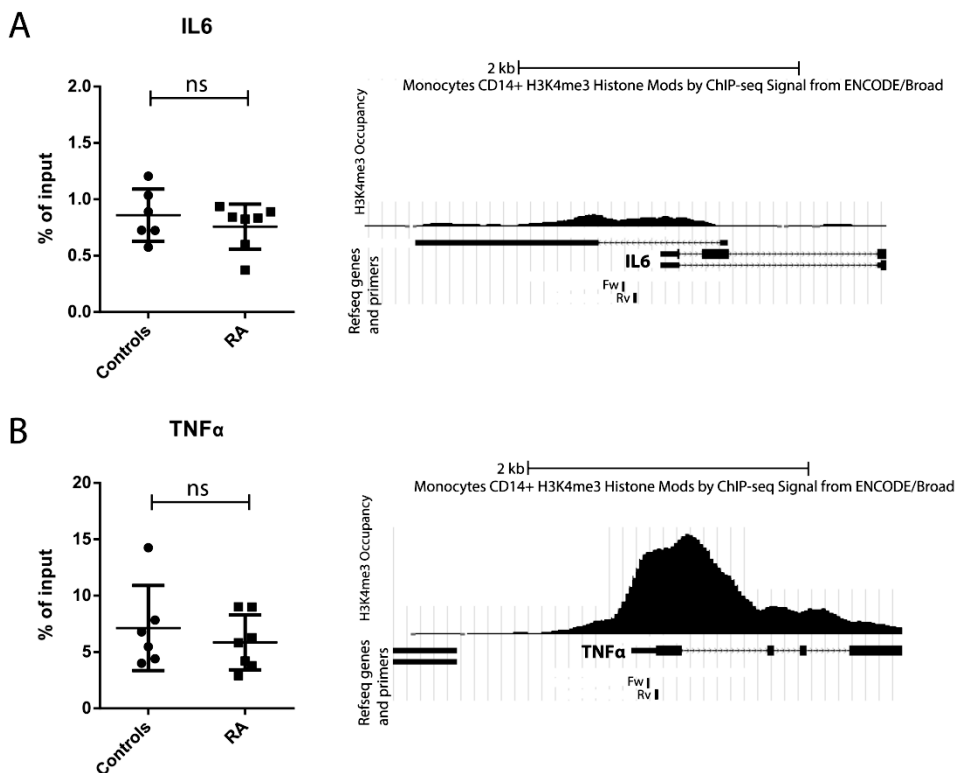 A
IL6
ns
2.0
1.5
1.0
0.5
0.0
% of input
Controls
RA
2 kb
Monocytes CD14+ H3K4me3 Histone Mods by ChIP-seq Signal from ENCODE/Broad
H3K4me3 Occupancy
Refseq genes
and primers
IL6
Fw
Rv
B
TNFα
ns
20
15
10
5
0
% of input
Controls
RA
2 kb
Monocytes CD14+ H3K4me3 Histone Mods by ChIP-seq Signal from ENCODE/Broad
H3K4me3 Occupancy
Refseq genes
and primers
TNFα
Fw
Rv